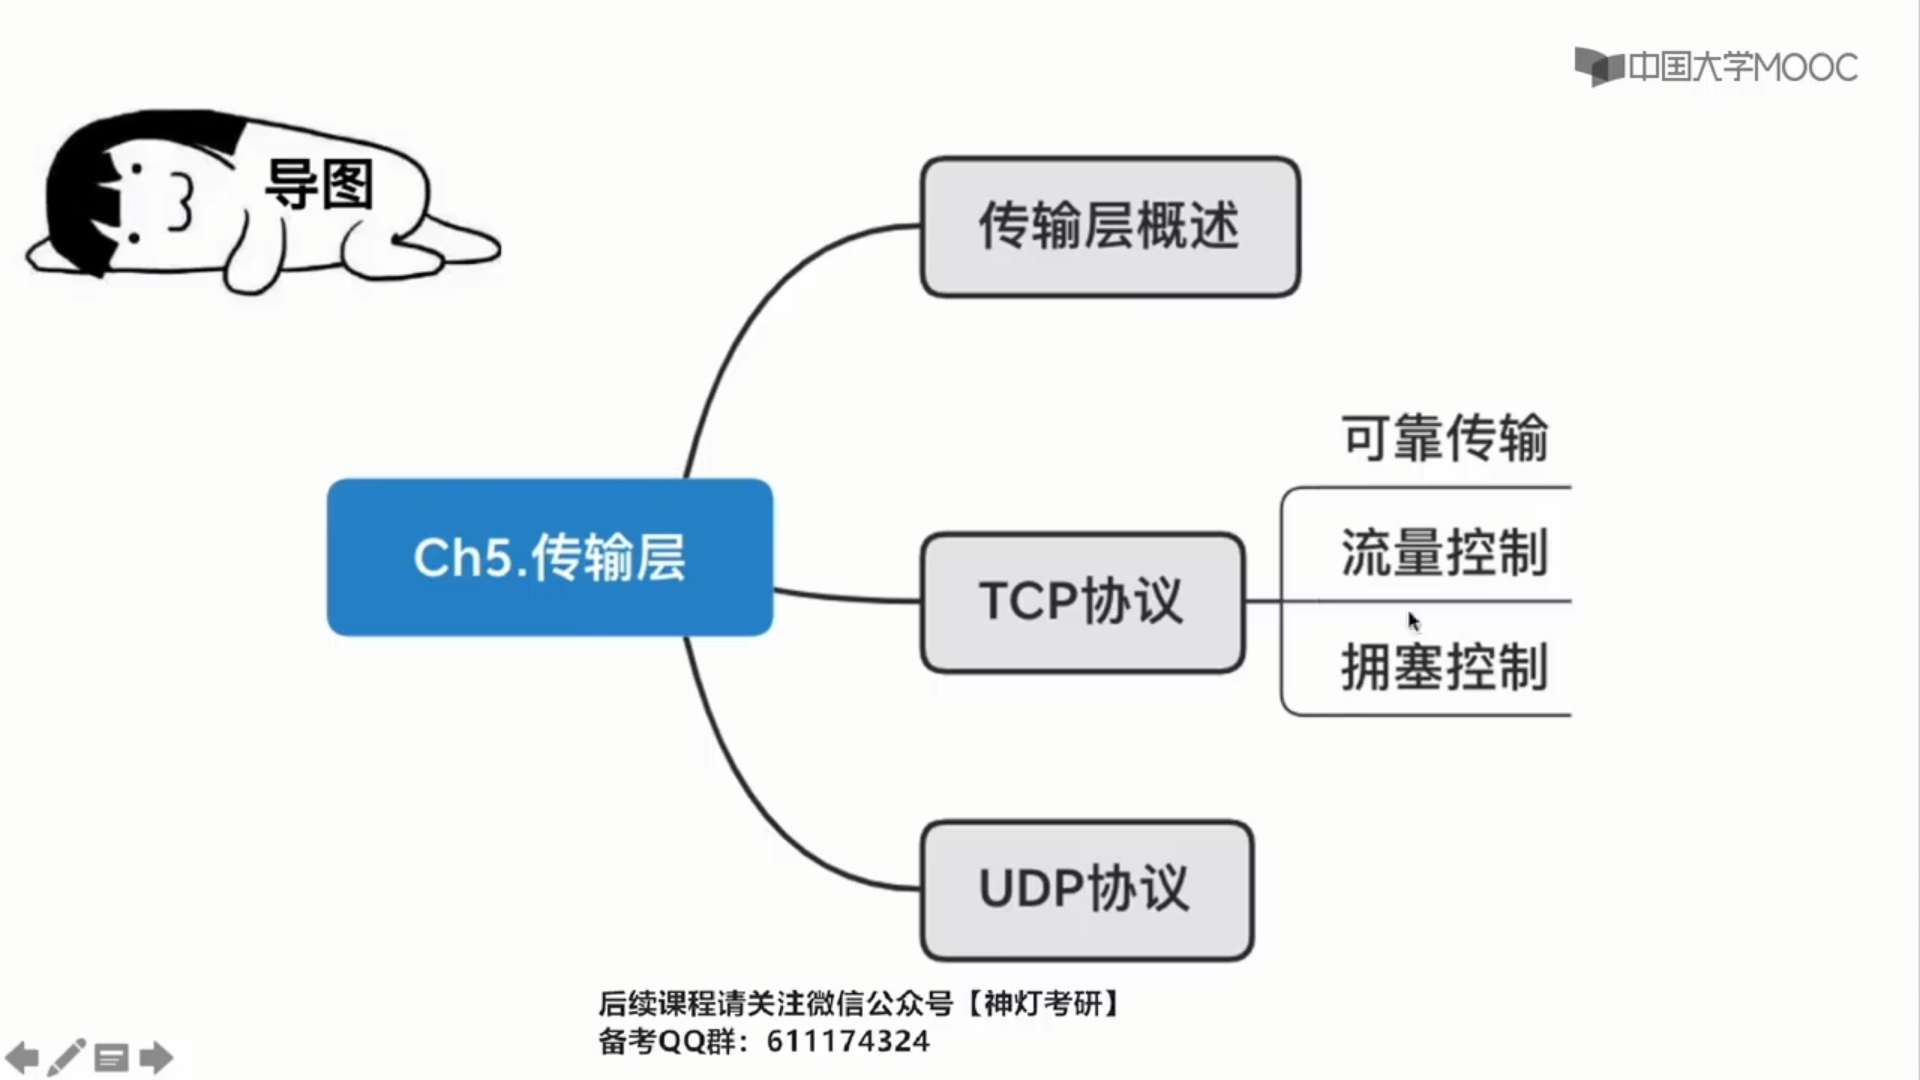 中国大学MOOC
导图
传输层概述
可靠传输
流量控制
Ch5.传输层
TCP协议
拥塞控制
UDP协议
后续课程请关注微信公众号【神灯考研】
备考QQ群：611174324